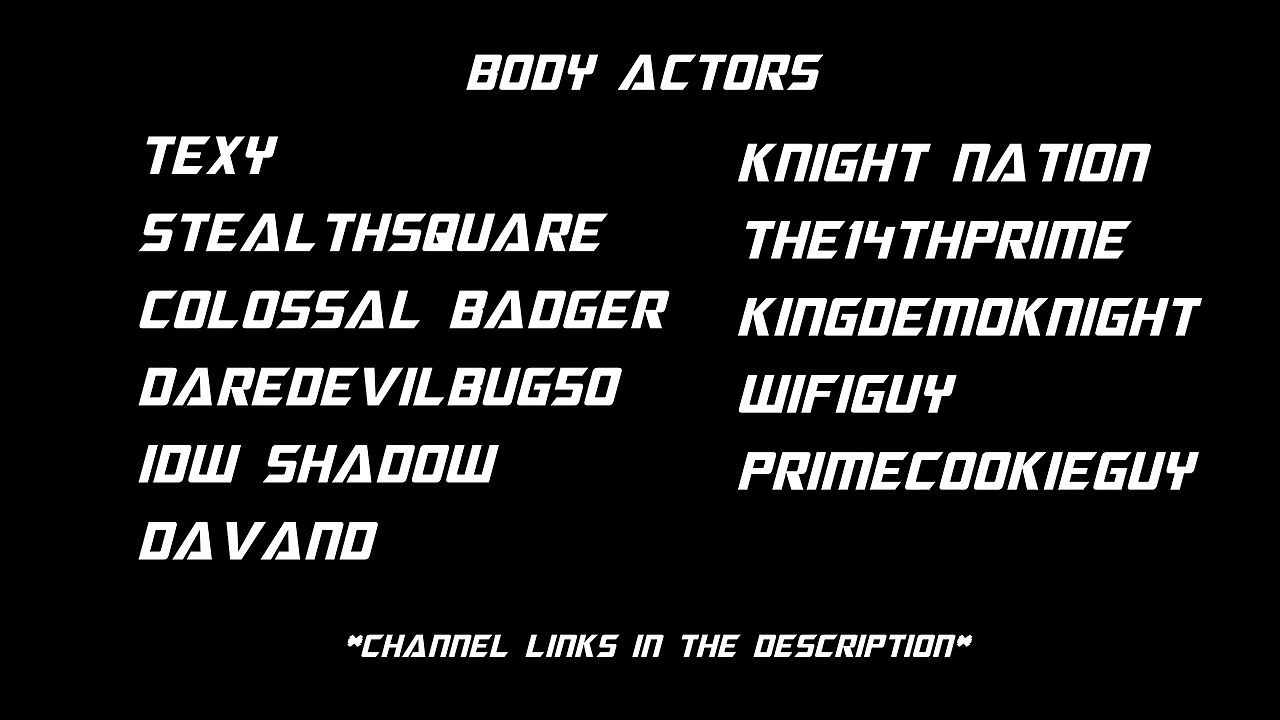 BODY ACTORS
TEXY
STEALTHSQUARE
COLOSSAL BADGER
DAREDEVILBUG50
IDW SHADOW
DAVAND
KNIGHT NATION
THE14THPRIME
KINGDEMOKNIGHT
WIFIGUY
PRIMECOOKIEGUY
*CHANNEL LINKS IN THE DESCRIPTION*